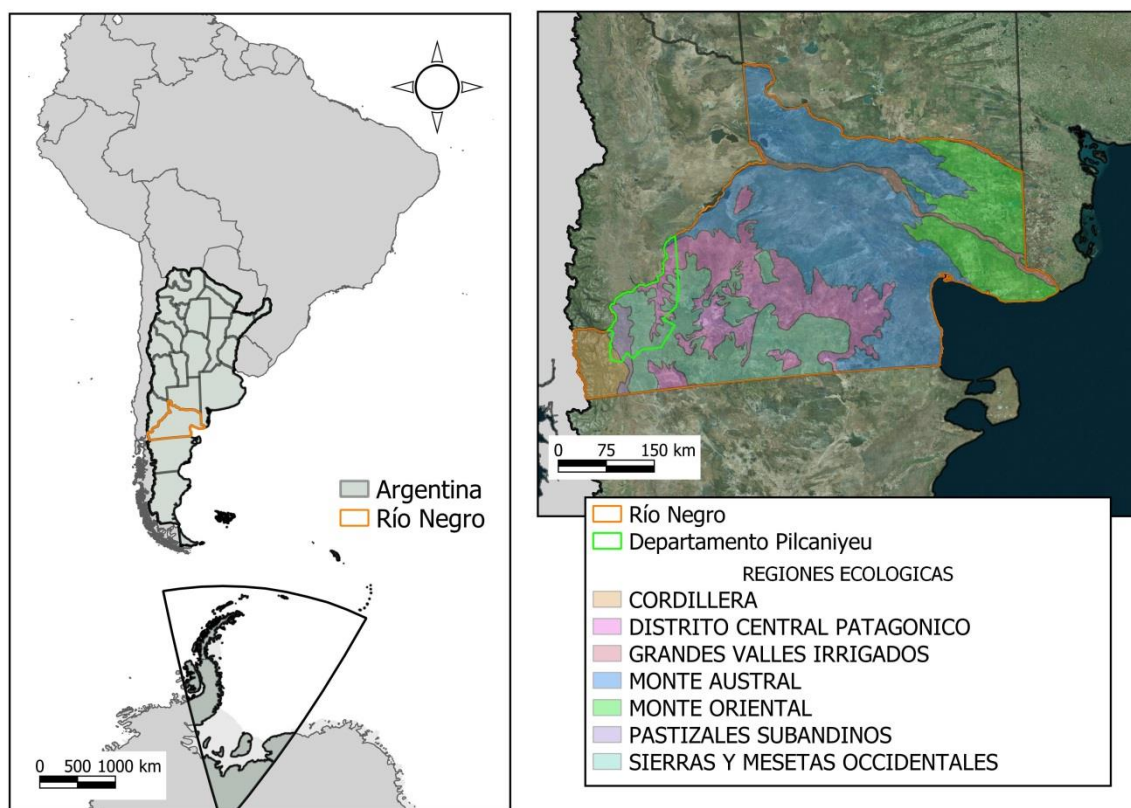 Argentina
Río Negro
0 500 1000 km
0 75 150 km
Río Negro
Departamento Pilcaniyeu
REGIONES ECOLOGICAS
CORDILLERA
DISTRITO CENTRAL PATAGONICO
GRANDES VALLES IRRIGADOS
MONTE AUSTRAL
MONTE ORIENTAL
PASTIZALES SUBANDINOS
SIERRAS Y MESETAS OCCIDENTALES